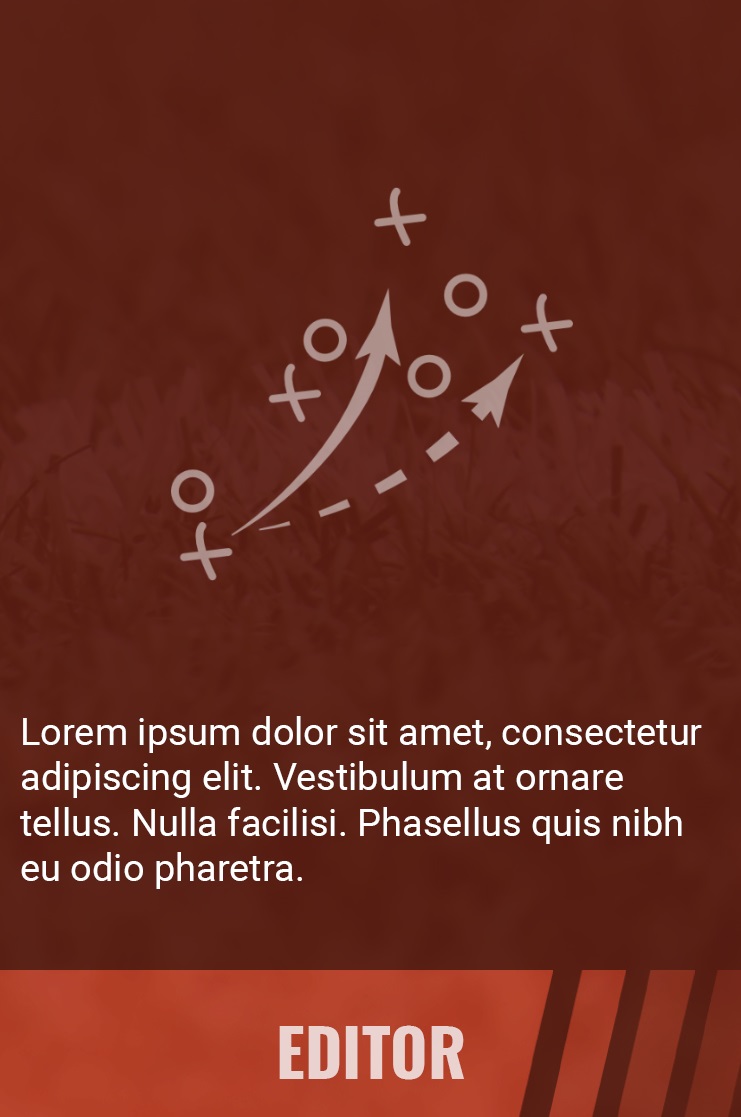 Lorem ipsum dolor sit amet, consectetur
adipiscing elit. Vestibulum at ornare
tellus. Nulla facilisi. Phasellus quis nibh
eu odio pharetra.
EDITOR